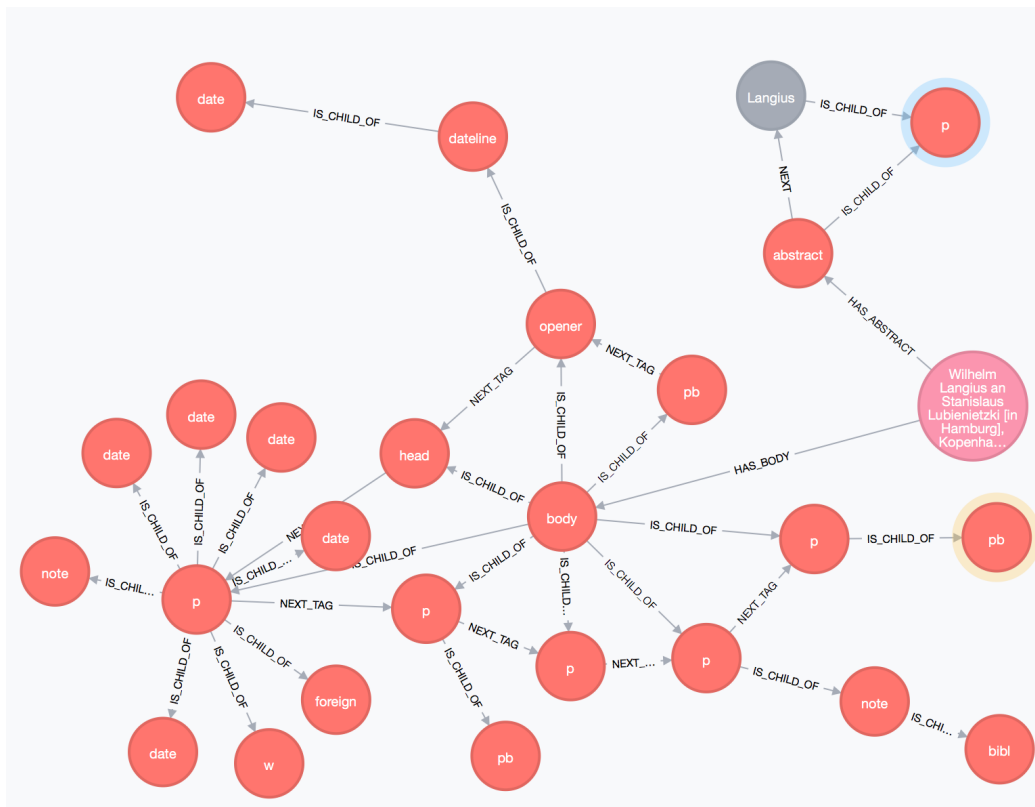 date
IS_CHILD_OF
dateline
Langius
IS_CHILD_OF
p
NEXT
IS_CHILD_OF
abstract
IS_CHILD_OF
HAS_ABSTRACT
opener
NEXT_TAG
NEXT_TAG
pb
Wilhelm
Langius an
Stanislaus
Lubienietzki [in
Hamburg],
Kopenha...
IS_CHILD_OF
IS_CHILD_OF
date
date
date
head
IS_CHILD_OF
HAS_BODY
IS_CHILD_OF
IS_CHILD_OF
IS_CHILD_OF
body
IS_CHILD_OF
p
IS_CHILD_OF
pb
date
IS_CHILD_OF
IS_CHILD_...
IS_CHILD_OF
IS_CHILD...
IS_CHILD_OF
note
IS_CHIL...
p
NEXT_TAG
p
NEXT_TAG
NEXT_TAG
p
NEXT_...
p
IS_CHILD_OF
IS_CHILD_OF
IS_CHILD_OF
IS_CHILD_OF
IS_CHILD_OF
foreign
note
IS_CHI...
date
w
pb
bibl